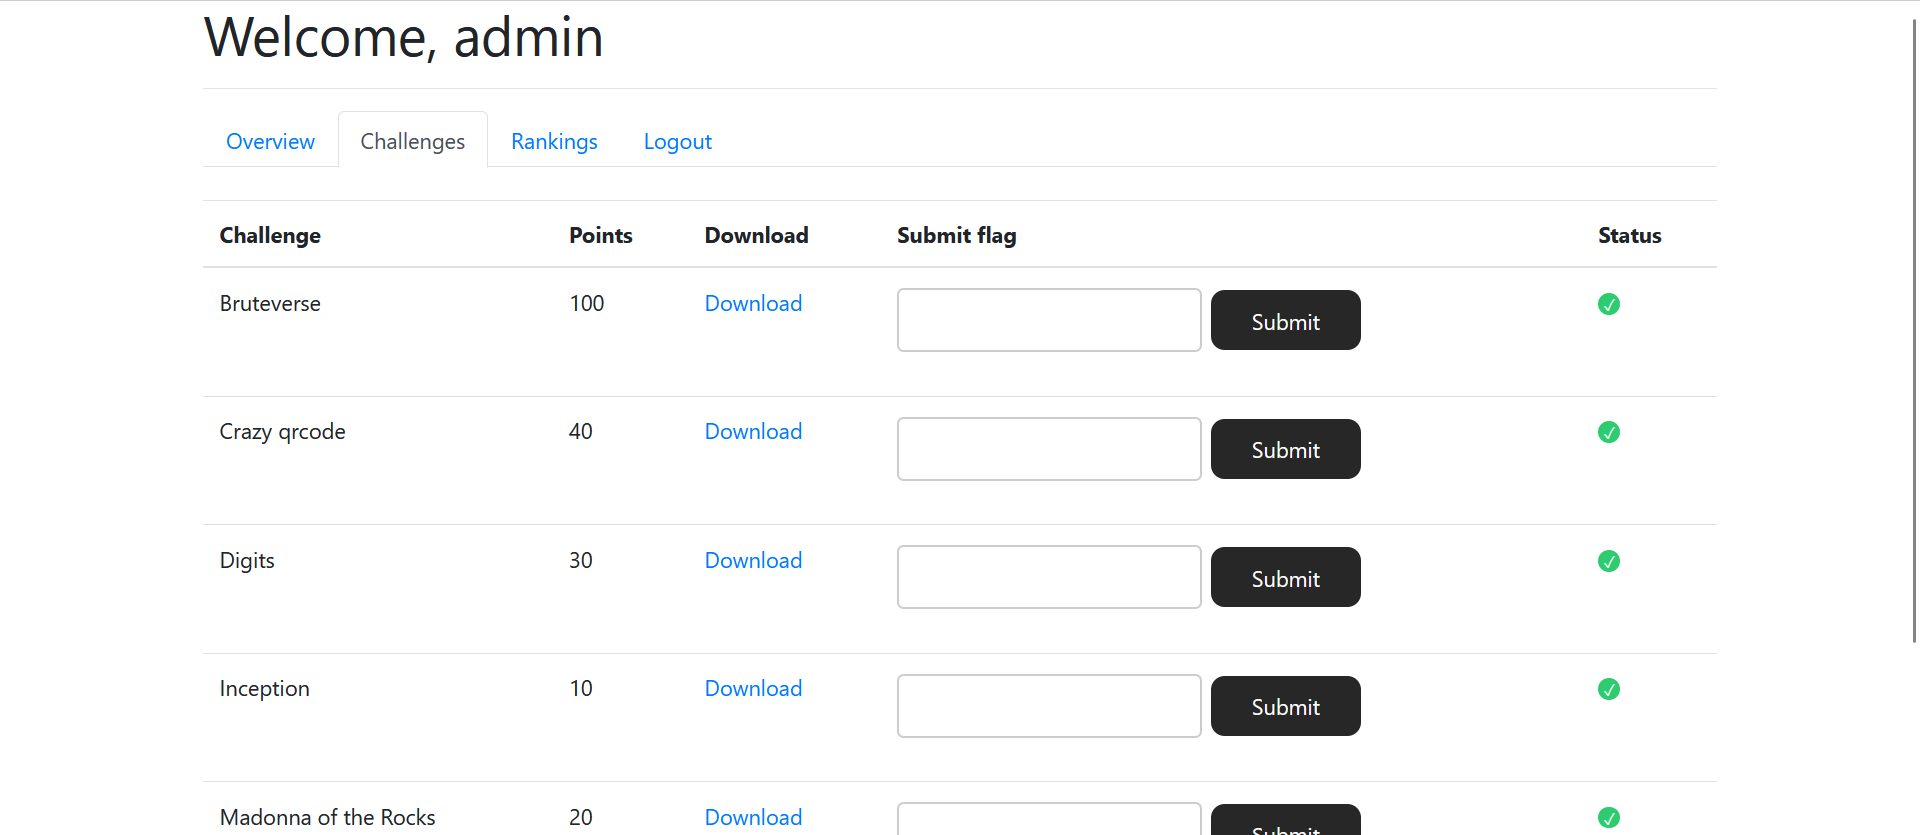 Welcome, admin
Overview Challenges Rankings Logout
Challenge Points Download Submit flag Status
Bruteverse 100 Download Submit
Crazy qrcode 40 Download Submit
Digits 30 Download Submit
Inception 10 Download Submit
Madonna of the Rocks 20 Download Submit